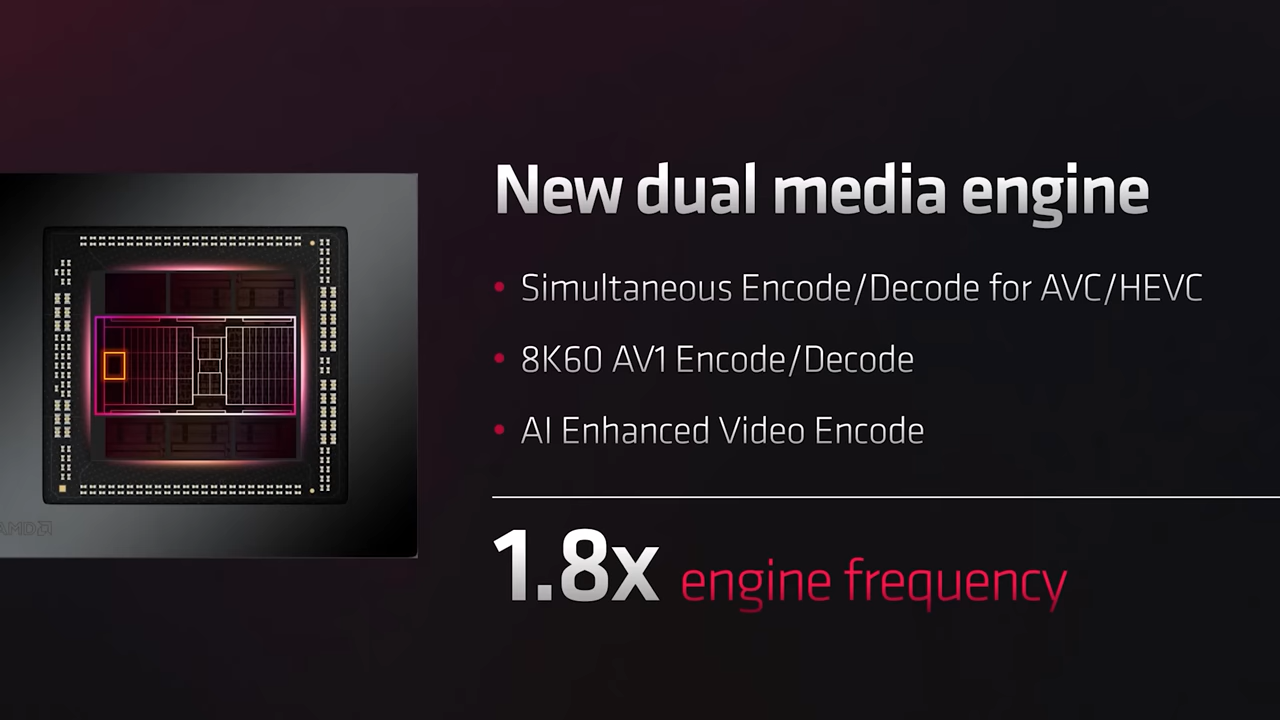 New dual media engine
• Simultaneous Encode/Decode for AVC/HEVC
• 8K60 AV1 Encode/Decode
• AI Enhanced Video Encode
1.8x engine frequency
AMD